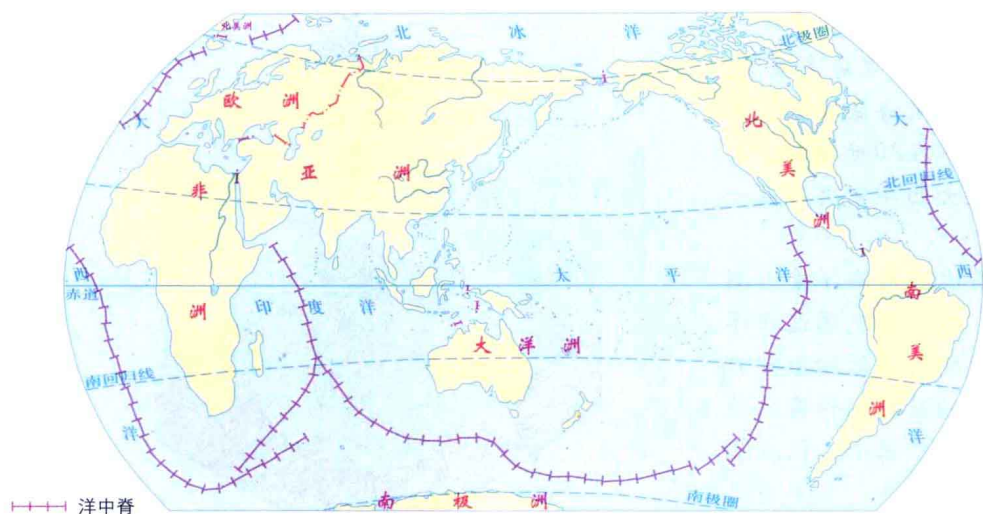 北美洲
北冰洋
北极圈
欧洲
大
北
大
亚洲
非
美
北回归线
洲
西
太平洋
西
赤道
印度洋
南
洲
大洋洲
美
南回归线
洲
洋
洋
南极圈
南极洲
洋中脊